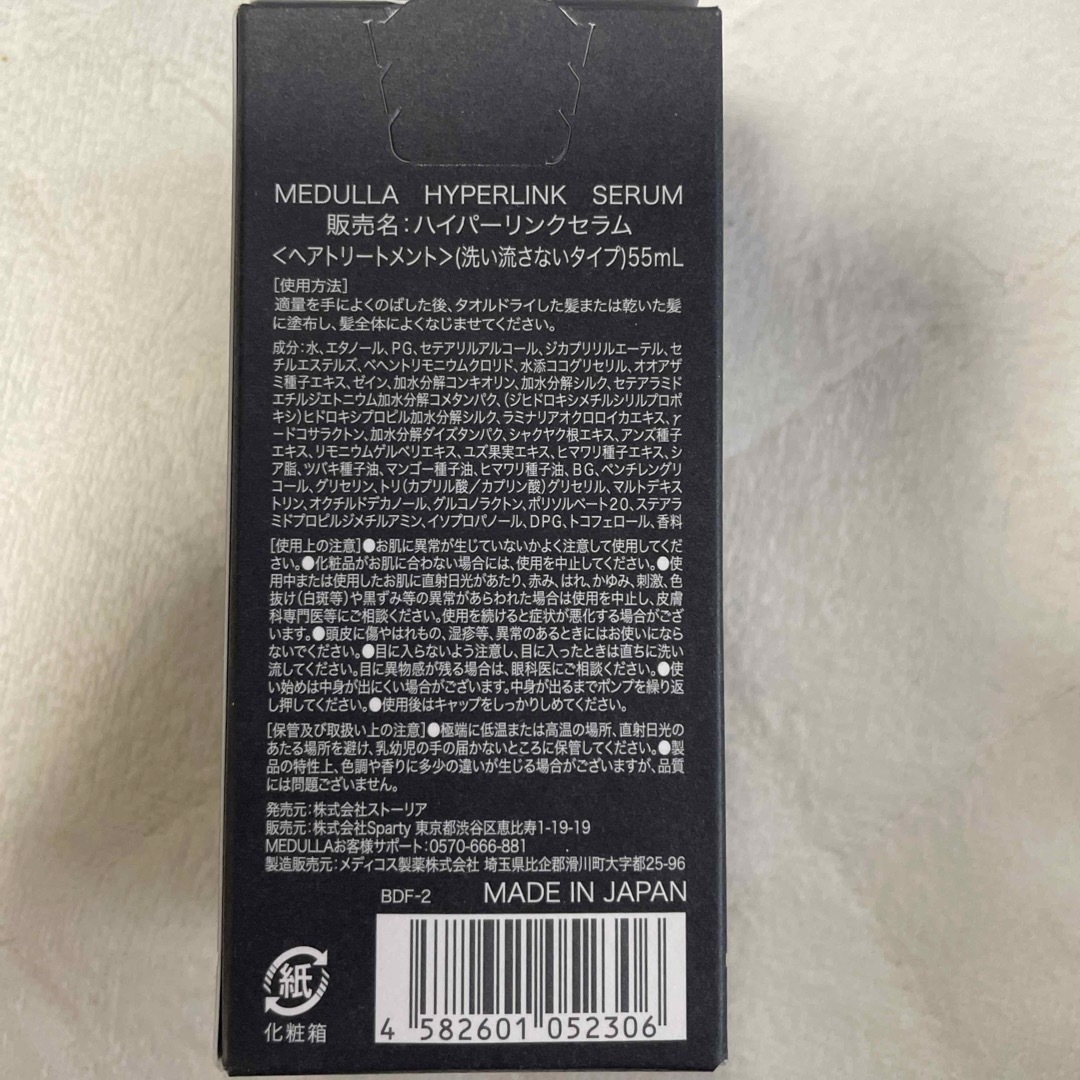 MEDULLA HYPERLINK SERUM
販売名：ハイパーリンクセラム
＜ヘアトリートメント＞(洗い流さないタイプ)55mL
［使用方法］
適量を手によくのばした後、タオルドライした髪または乾いた髪
に塗布し、髪全体によくなじませてください。
成分：水、エタノール、PG、セテアリルアルコール、ジカプリリルエーテル、セ
チルエステルズ、ベヘントリモニウムクロリド、水添ココグリセリル、オオアザ
ミ種子エキス、ゼイン、加水分解コンキオリン、加水分解シルク、セテアラミド
エチルジエトニウム加水分解コメタンパク、(ジヒドロキシメチルシリルプロポ
キシ)ヒドロキシプロピル加水分解シルク、ラミナリアオクロロイカエキス、γ
ードコサラクトン、加水分解ダイズタンパク、シャクヤク根エキス、アンズ種子
エキス、リモニウムゲルベリエキス、ユズ果実エキス、ヒマワリ種子エキス、シ
ア脂、ツバキ種子油、マンゴー種子油、ヒマワリ種子油、BG、ペンチレングリ
コール、グリセリン、トリ(カプリル酸／カプリン酸)グリセリル、マルトデキス
トリン、オクチルドデカノール、グルコノラクトン、ポリソルベート20、ステアラ
ミドプロピルジメチルアミン、イソプロパノール、DPG、トコフェロール、香料
［使用上の注意］●お肌に異常が生じていないかよく注意して使用してくだ
さい。●化粧品がお肌に合わない場合には、使用を中止してください。●使
用中または使用したお肌に直射日光があたり、赤み、はれ、かゆみ、刺激、色
抜け(白斑等)や黒ずみ等の異常があらわれた場合は使用を中止し、皮膚
科専門医等にご相談ください。使用を続けると症状が悪化する場合がござ
います。●頭皮に傷やはれもの、湿疹等、異常のあるときにはお使いになら
ないでください。●目に入らないよう注意し、目に入ったときは直ちに洗い
流してください。目に異物感が残る場合は、眼科医にご相談ください。●使
い始めは中身が出にくい場合がございます。中身が出るまでポンプを繰り返
し押してください。●使用後はキャップをしっかりしめてください。
［保管及び取扱い上の注意］●極端に低温または高温の場所、直射日光の
あたる場所を避け、乳幼児の手の届かないところに保管してください。●製
品の特性上、色調や香りに多少の違いが生じる場合がございますが、品質
には問題ございません。
発売元：株式会社ストーリア
販売元：株式会社Sparty 東京都渋谷区恵比寿1-19-19
MEDULLAお客様サポート：0570-666-881
製造販売元：メディコス製薬株式会社 埼玉県比企郡滑川町大字都25-96
BDF-2 MADE IN JAPAN
紙
化粧箱
4 582601 052306